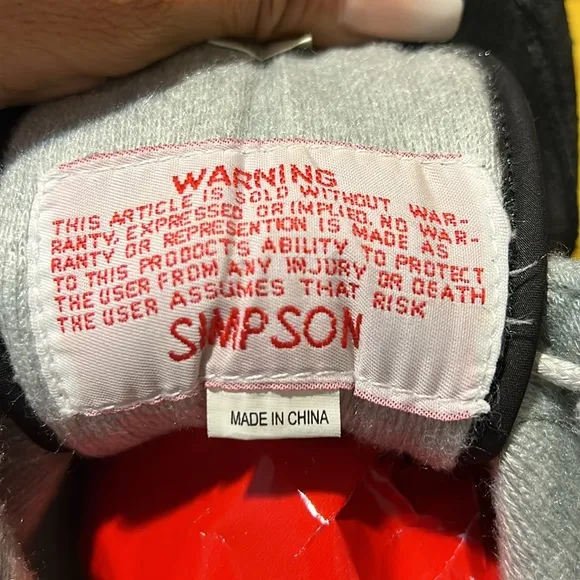 WARNING
THIS ARTICLE IS SOLD WITHOUT WAR-
RANTY, EXPRESSED OR IMPLIED. NO WAR-
RANTY OR REPRESENTION IS MADE AS
TO THIS PRODUCTS ABILITY TO PROTECT
THE USER FROM ANY INJURY OR DEATH
THE USER ASSUMES THAT RISK
SIMPSON
MADE IN CHINA